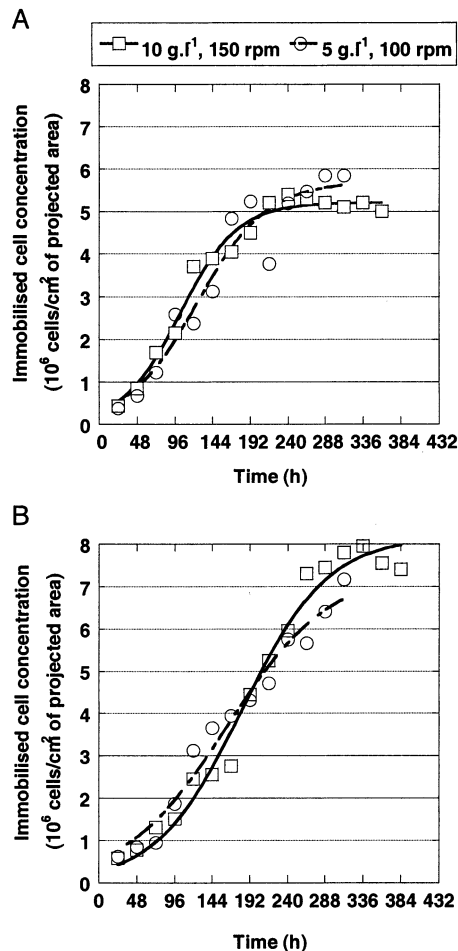 A
10 g.l¹, 150 rpm 5 g.l¹, 100 rpm
8
7
6
5
4
3
2
1
0
Immobilised cell concentration
(10⁶ cells/cm² of projected area)
0 48 96 144 192 240 288 336 384 432
Time (h)
B
8
7
6
5
4
3
2
1
0
Immobilised cell concentration
(10⁶ cells/cm² of projected area)
0 48 96 144 192 240 288 336 384 432
Time (h)